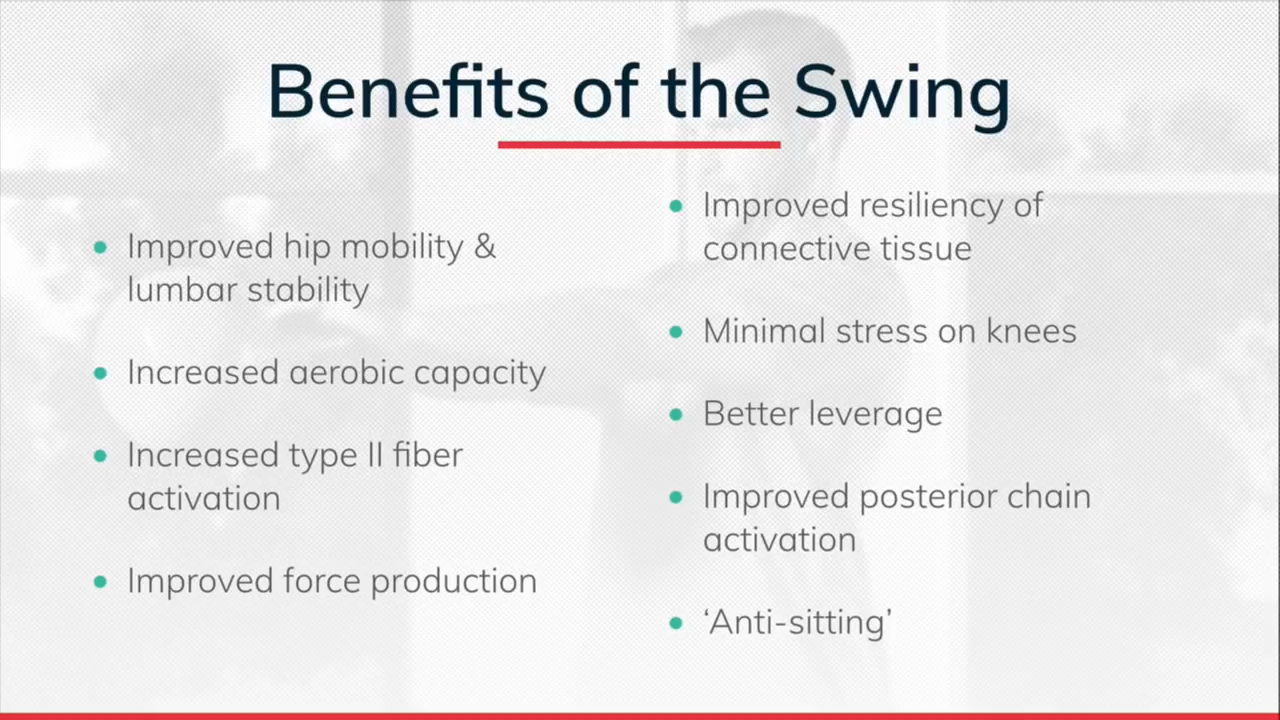 Benefits of the Swing
Improved hip mobility &
lumbar stability
Increased aerobic capacity
Increased type II fiber
activation
Improved force production
Improved resiliency of
connective tissue
Minimal stress on knees
Better leverage
Improved posterior chain
activation
‘Anti-sitting’